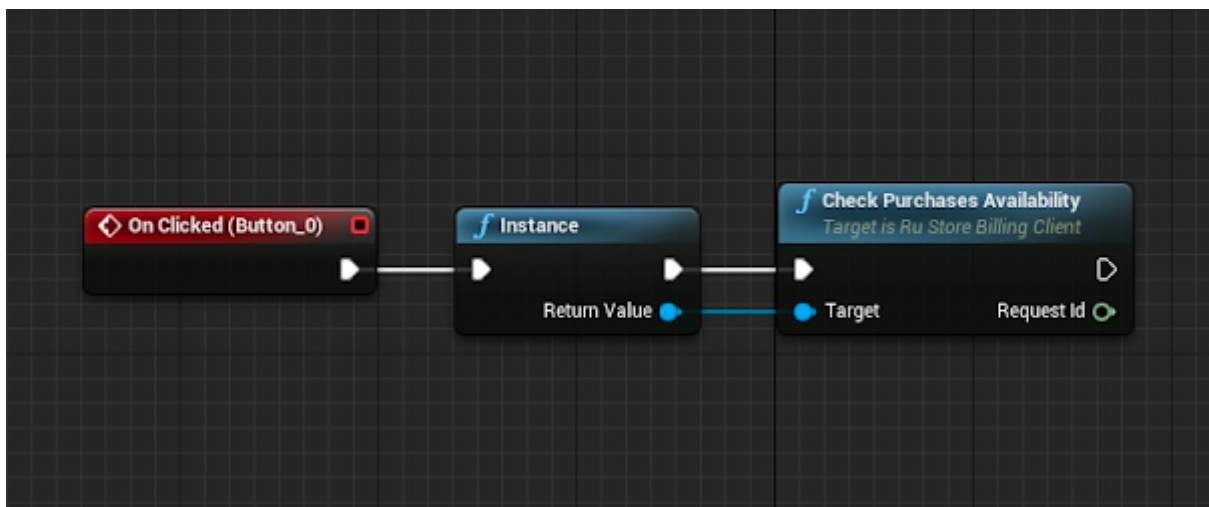 On Clicked (Button_0)
f Instance
Return Value
f Check Purchases Availability
Target is Ru Store Billing Client
Target
Request Id